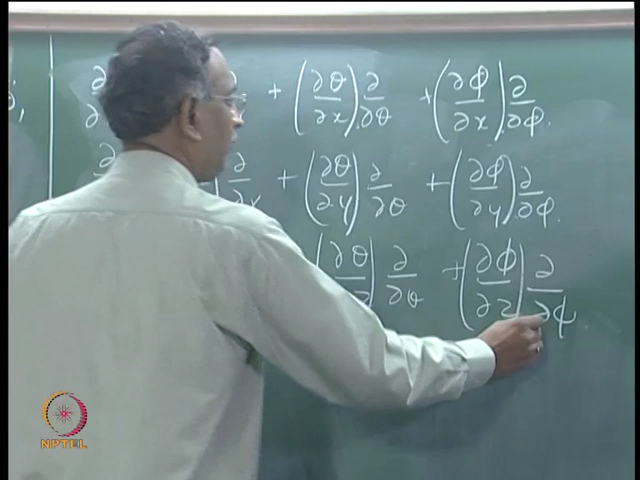 ∂ + (∂θ/∂x) ∂/∂θ + (∂φ/∂x) ∂/∂φ.
∂ ∂/∂r + (∂θ/∂y) ∂/∂θ + (∂φ/∂y) ∂/∂φ.
(∂θ/∂z) ∂/∂θ + (∂φ/∂z) ∂/∂φ
NPTEL